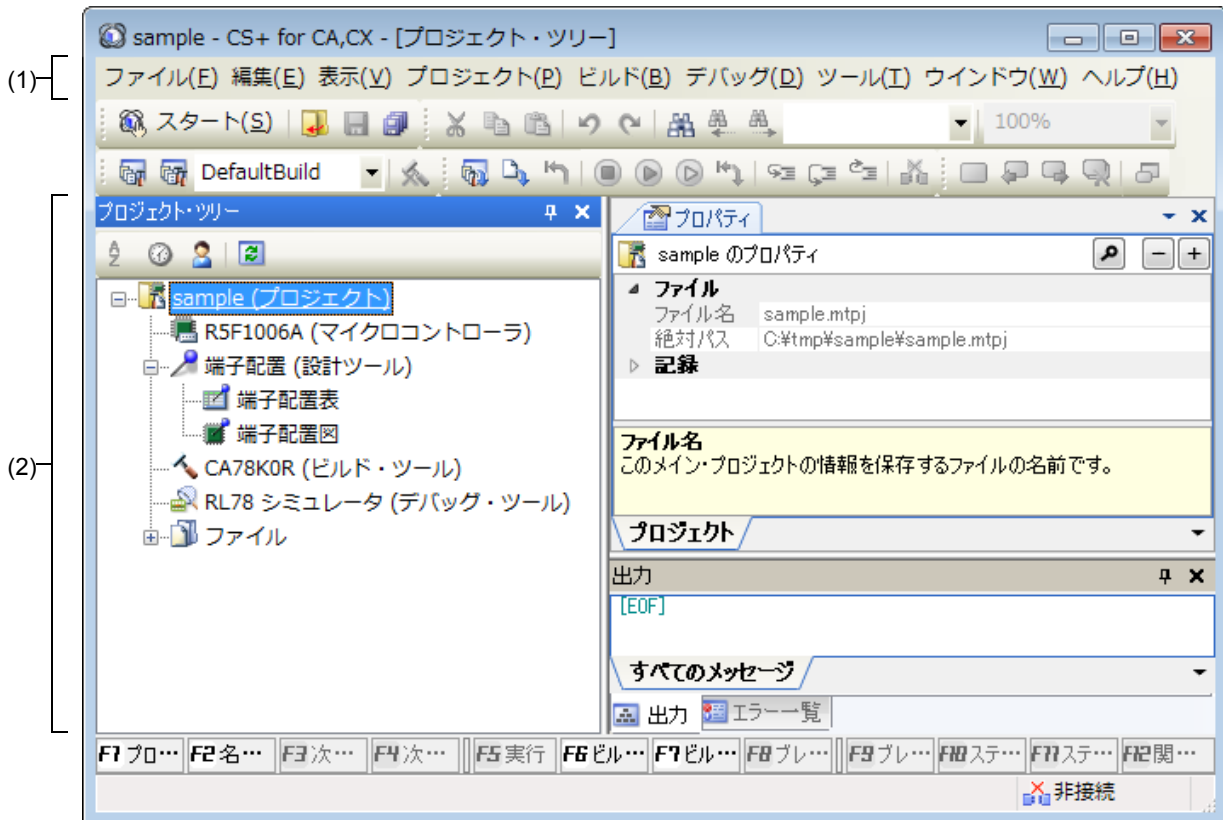 sample - CS+ for CA,CX - [プロジェクト・ツリー]
(1)
ファイル(F) 編集(E) 表示(V) プロジェクト(P) ビルド(B) デバッグ(D) ツール(T) ウインドウ(W) ヘルプ(H)
スタート(S) 100%
DefaultBuild
(2)
プロジェクト・ツリー
sample (プロジェクト)
R5F1006A (マイクロコントローラ)
端子配置 (設計ツール)
端子配置表
端子配置図
CA78K0R (ビルド・ツール)
RL78 シミュレータ (デバッグ・ツール)
ファイル
プロパティ
sample のプロパティ
ファイル
ファイル名 sample.mtpj
絶対パス C:¥tmp¥sample¥sample.mtpj
記録
ファイル名
このメイン・プロジェクトの情報を保存するファイルの名前です。
プロジェクト
出力
[EOF]
すべてのメッセージ
出力 エラー一覧
F1 プロ… F2 名… F3 次… F4 次… F5 実行 F6 ビル… F7 ビル… F8 ブレ… F9 ブレ… F10 ステ… F11 ステ… F12 関…
非接続